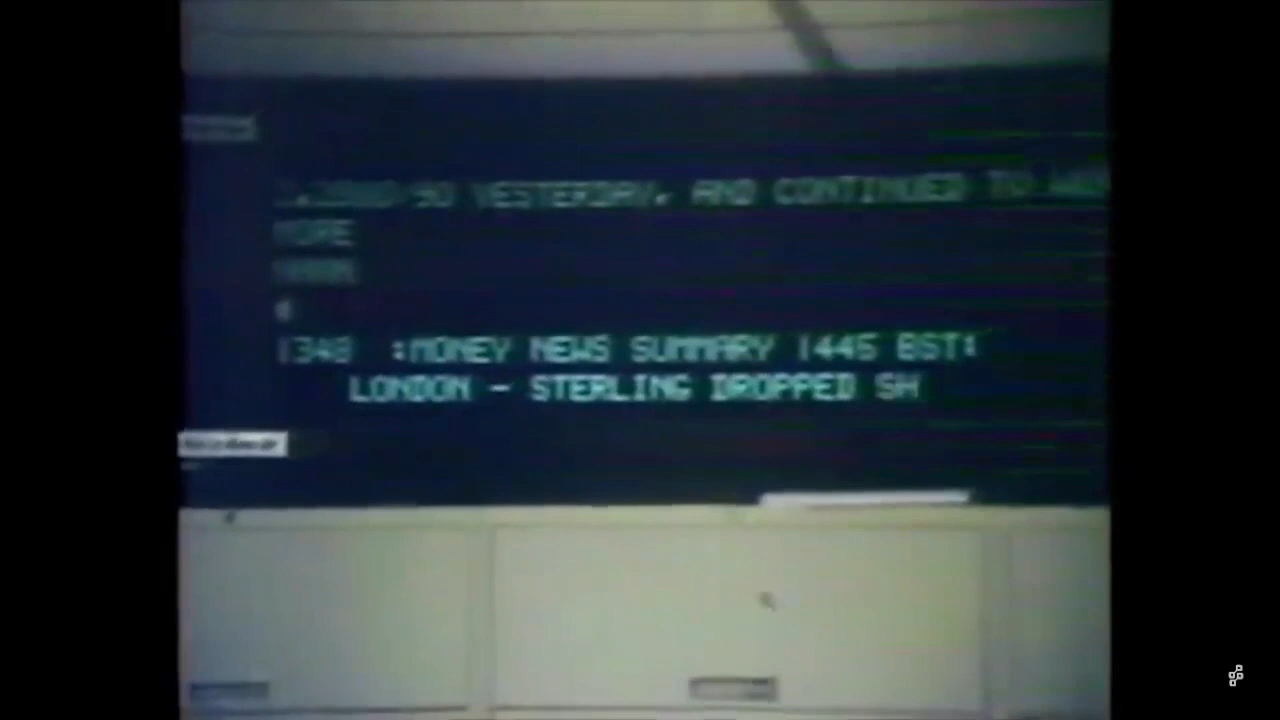 YESTERDAY, AND CONTINUED TO
MORE
1348 :MONEY NEWS SUMMARY 1445 BST:
LONDON - STERLING DROPPED SH